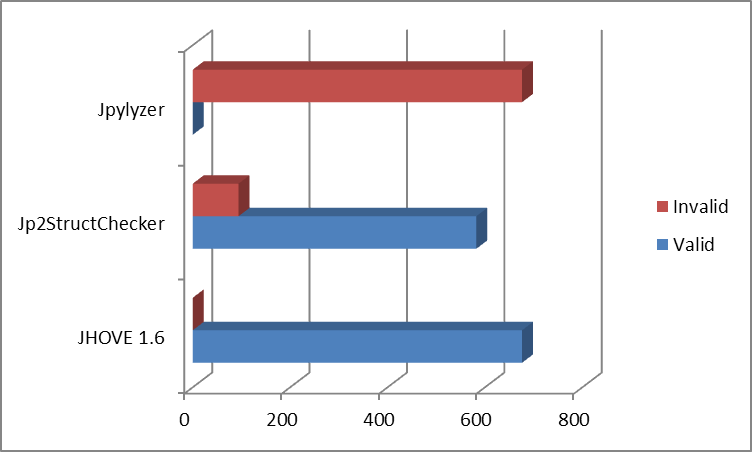 Jpylyzer
Jp2StructChecker
JHOVE 1.6
0 200 400 600 800
Invalid
Valid